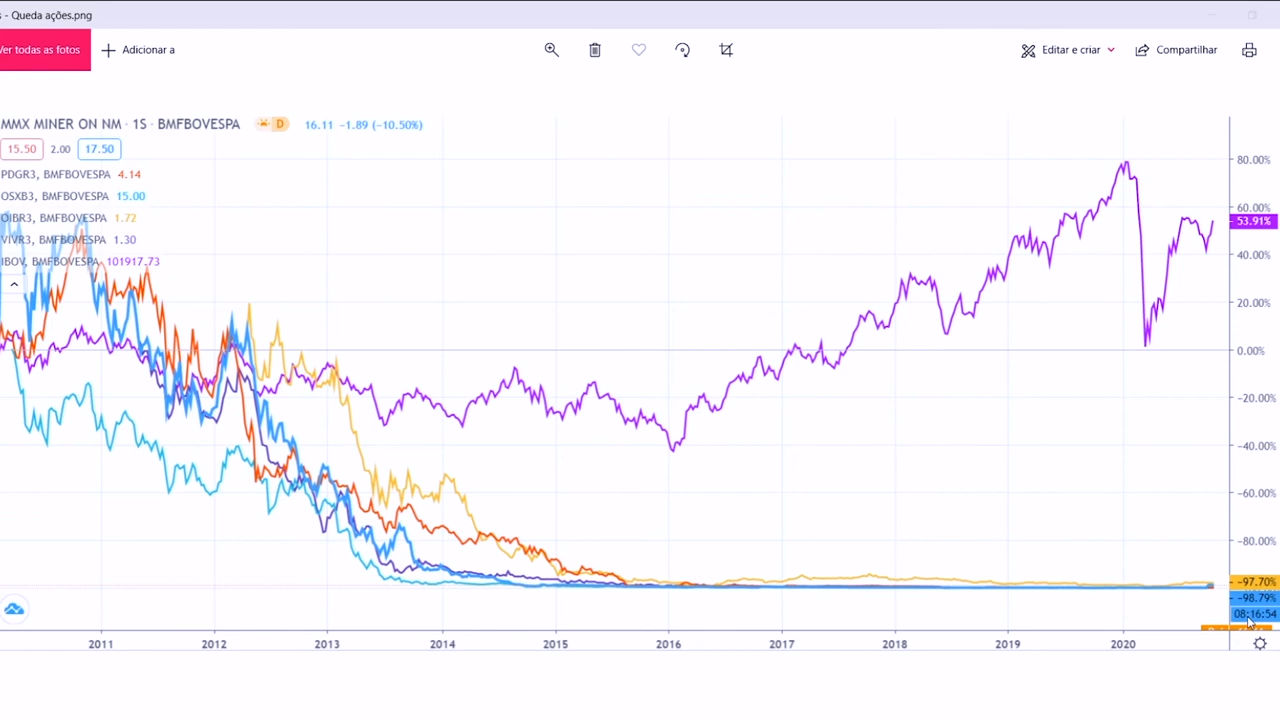 s - Queda ações.png
Ver todas as fotos
Adicionar a
Editar e criar
Compartilhar
MMX MINER ON NM · 1S · BMFBOVESPA D 16.11 −1.89 (−10.50%)
15.50 2.00 17.50
PDGR3, BMFBOVESPA 4.14
OSXB3, BMFBOVESPA 15.00
OIBR3, BMFBOVESPA 1.72
VIVR3, BMFBOVESPA 1.30
IBOV, BMFBOVESPA 101917.73
80.00%
60.00%
53.91%
40.00%
20.00%
0.00%
−20.00%
−40.00%
−60.00%
−80.00%
−97.70%
−98.79%
08:16:54
2011 2012 2013 2014 2015 2016 2017 2018 2019 2020